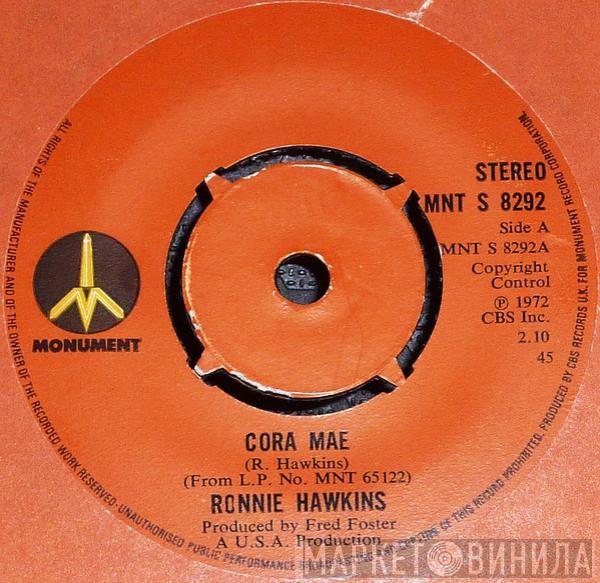 STEREO
MNT S 8292
Side A
MNT S 8292A
Copyright
Control
℗ 1972
CBS Inc.
2.10
45
MONUMENT
CORA MAE
(R. Hawkins)
(From L.P. No. MNT 65122)
RONNIE HAWKINS
Produced by Fred Foster
A U.S.A. Production
ALL RIGHTS OF THE MANUFACTURER AND OF THE OWNER OF THE RECORDED WORK RESERVED-UNAUTHORISED PUBLIC PERFORMANCE BROADCASTING AND COPYING OF THIS RECORD PROHIBITED. PRODUCED BY CBS RECORDS U.K. FOR MONUMENT RECORD CORPORATION.
МАРКЕТ ВИНИЛА